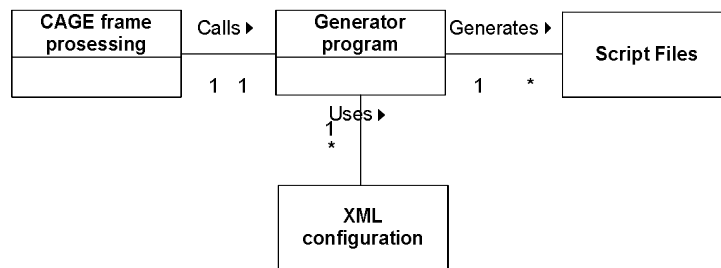 CAGE frame
prosessing
Calls
1 1
Generator
program
Generates
1 *
Script Files
Uses
1
*
XML
configuration